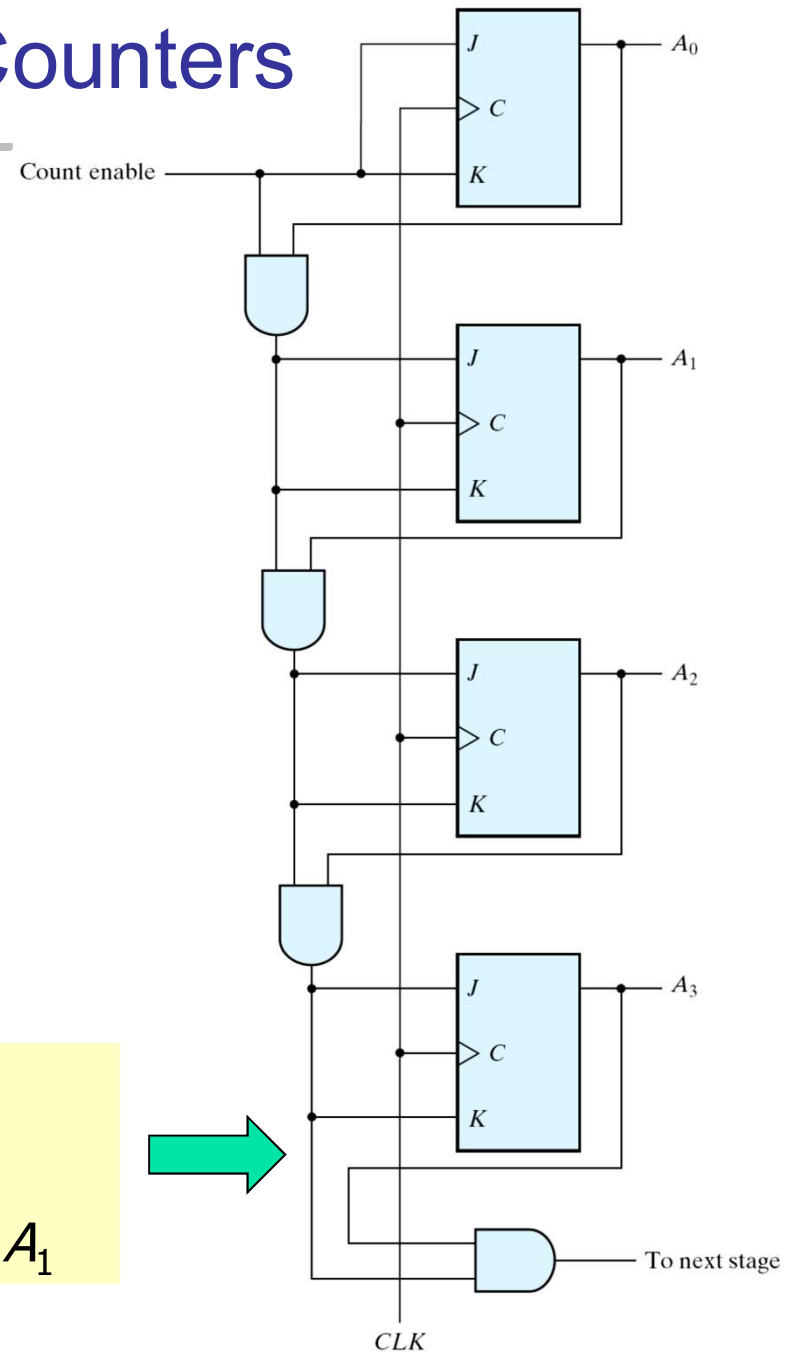 Counters
J
A₀
C
Count enable
K
J
A₁
C
K
J
A₂
C
K
J
A₃
C
K
A₁
To next stage
CLK